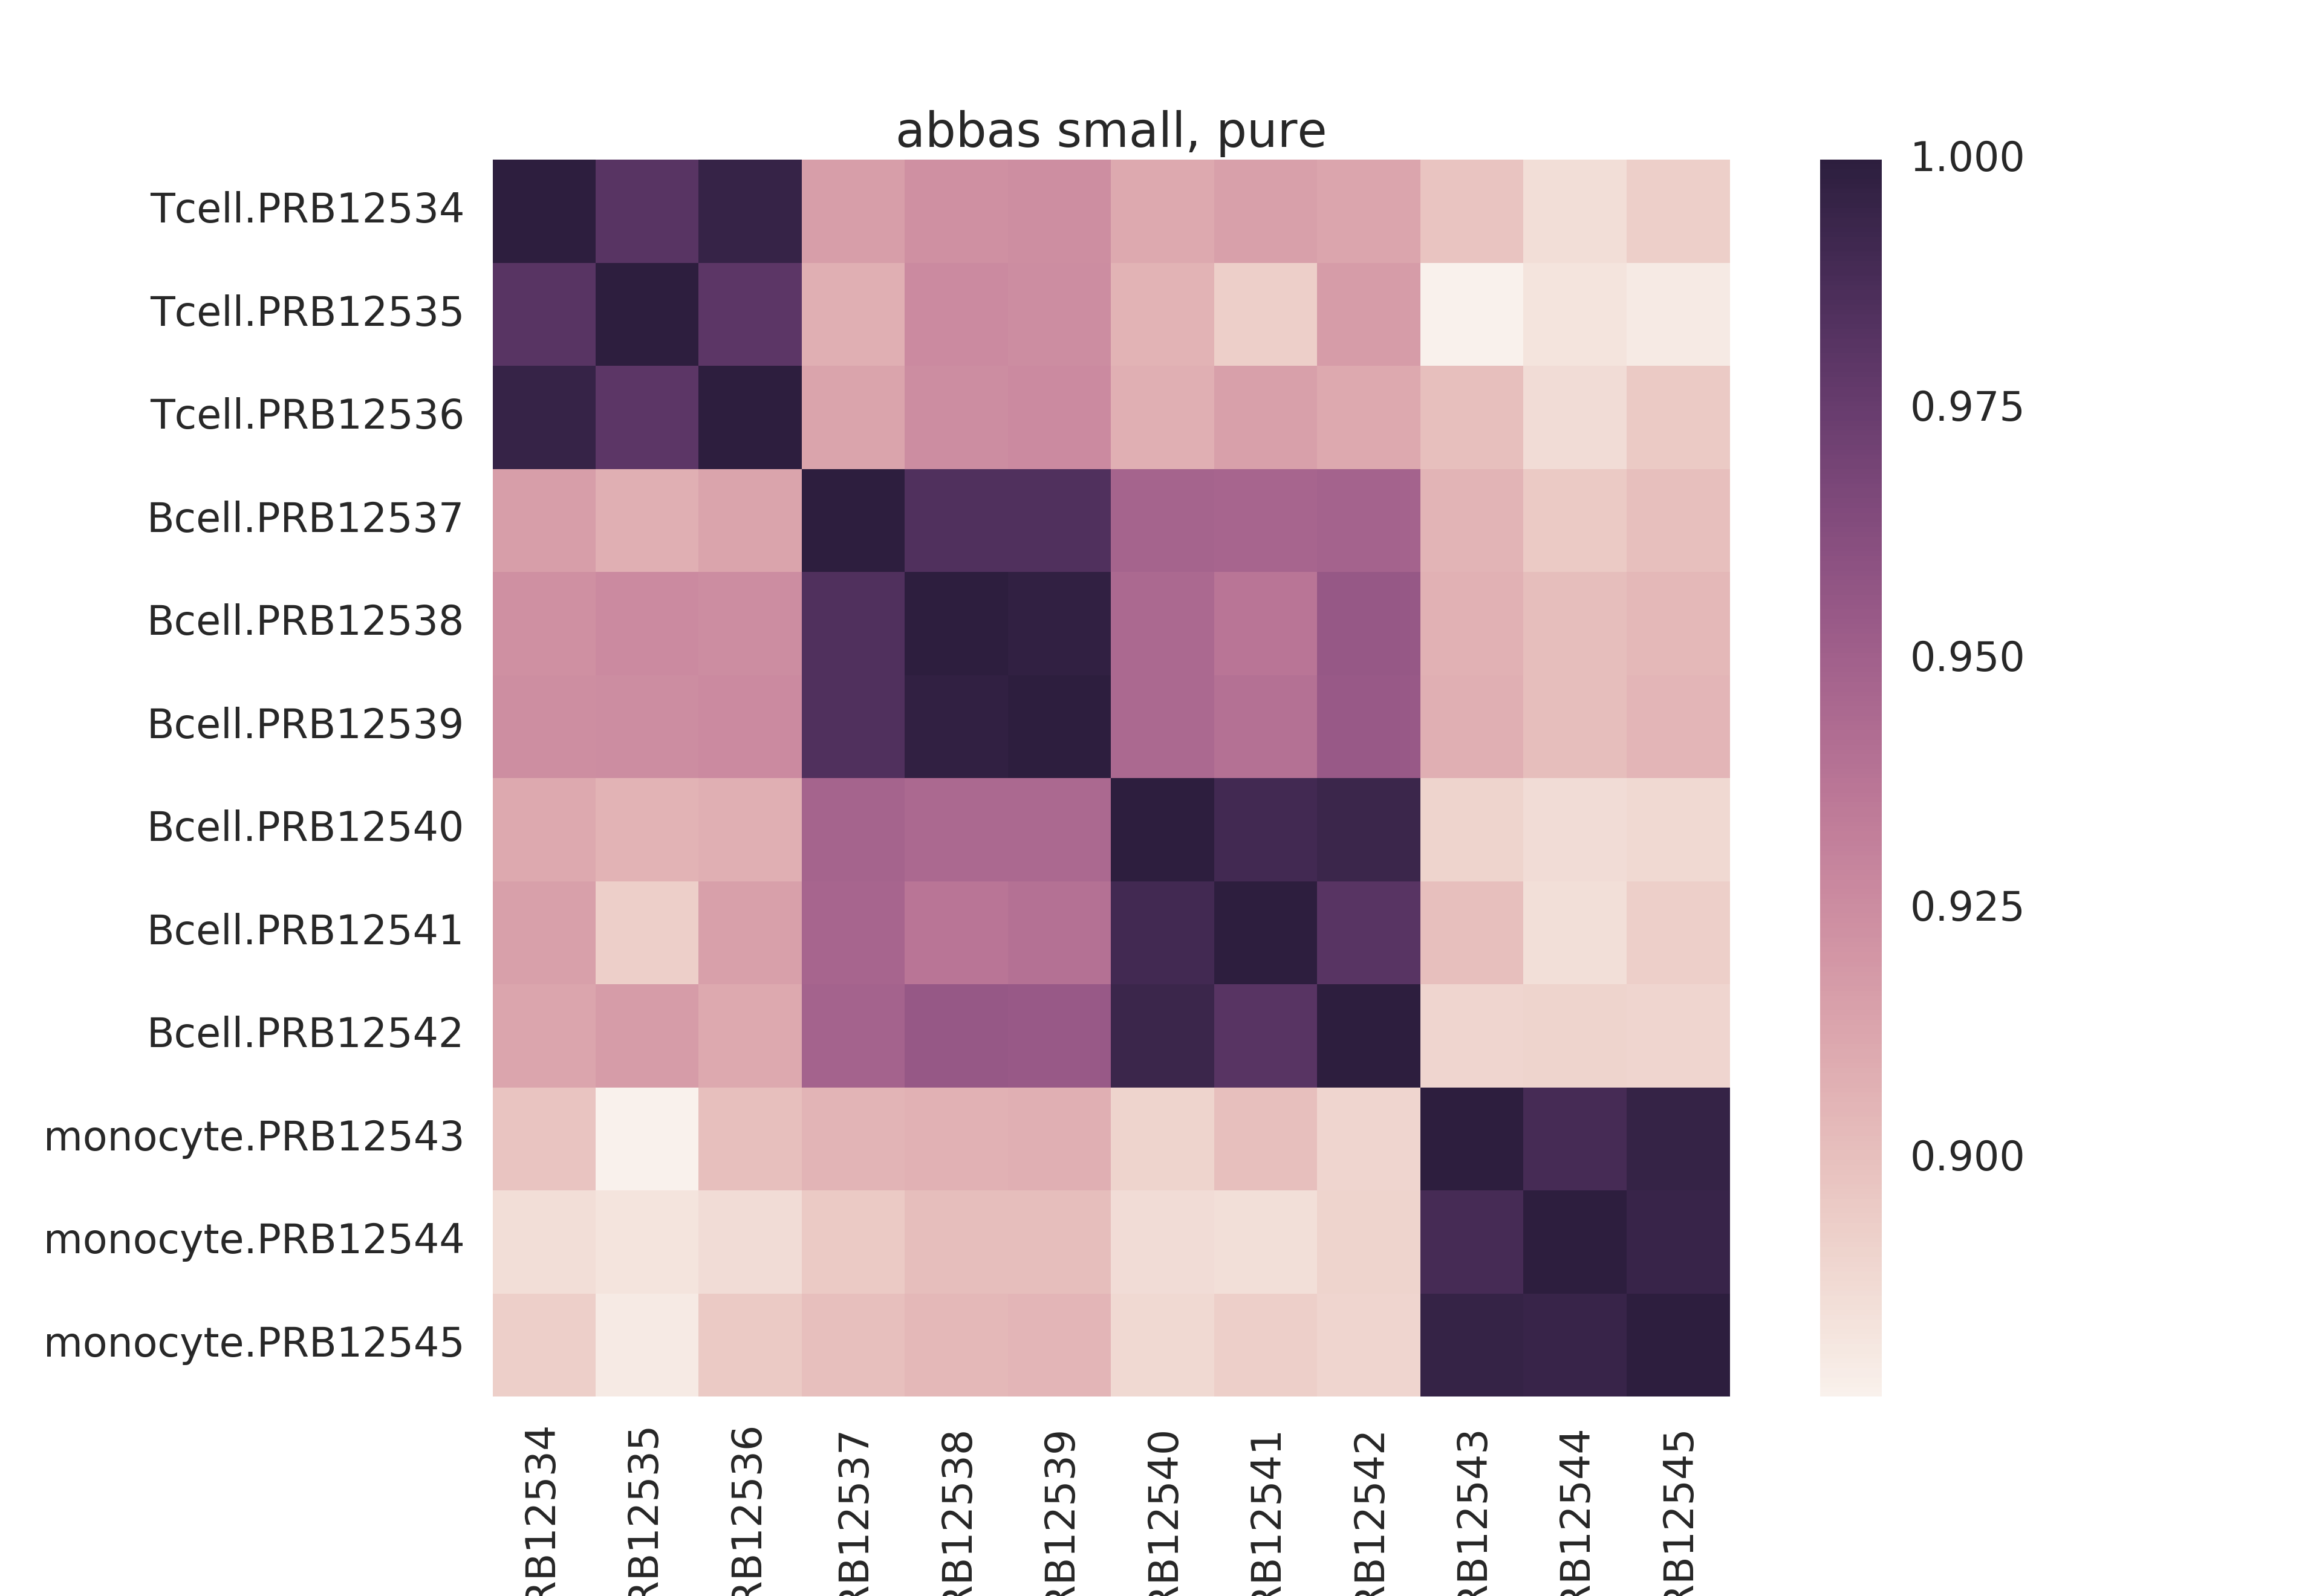 abbas small, pure
Tcell.PRB12534
Tcell.PRB12535
Tcell.PRB12536
Bcell.PRB12537
Bcell.PRB12538
Bcell.PRB12539
Bcell.PRB12540
Bcell.PRB12541
Bcell.PRB12542
monocyte.PRB12543
monocyte.PRB12544
monocyte.PRB12545
1.000
0.975
0.950
0.925
0.900
RB12534
RB12535
RB12536
RB12537
RB12538
RB12539
RB12540
RB12541
RB12542
RB12543
RB12544
RB12545